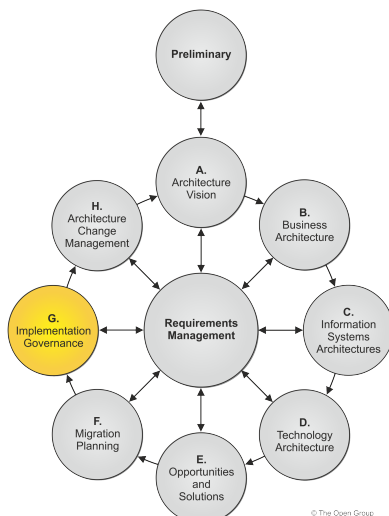 Preliminary
A.
Architecture
Vision
H.
Architecture
Change
Management
B.
Business
Architecture
G.
Implementation
Governance
Requirements
Management
C.
Information
Systems
Architectures
F.
Migration
Planning
D.
Technology
Architecture
E.
Opportunities
and
Solutions
© The Open Group